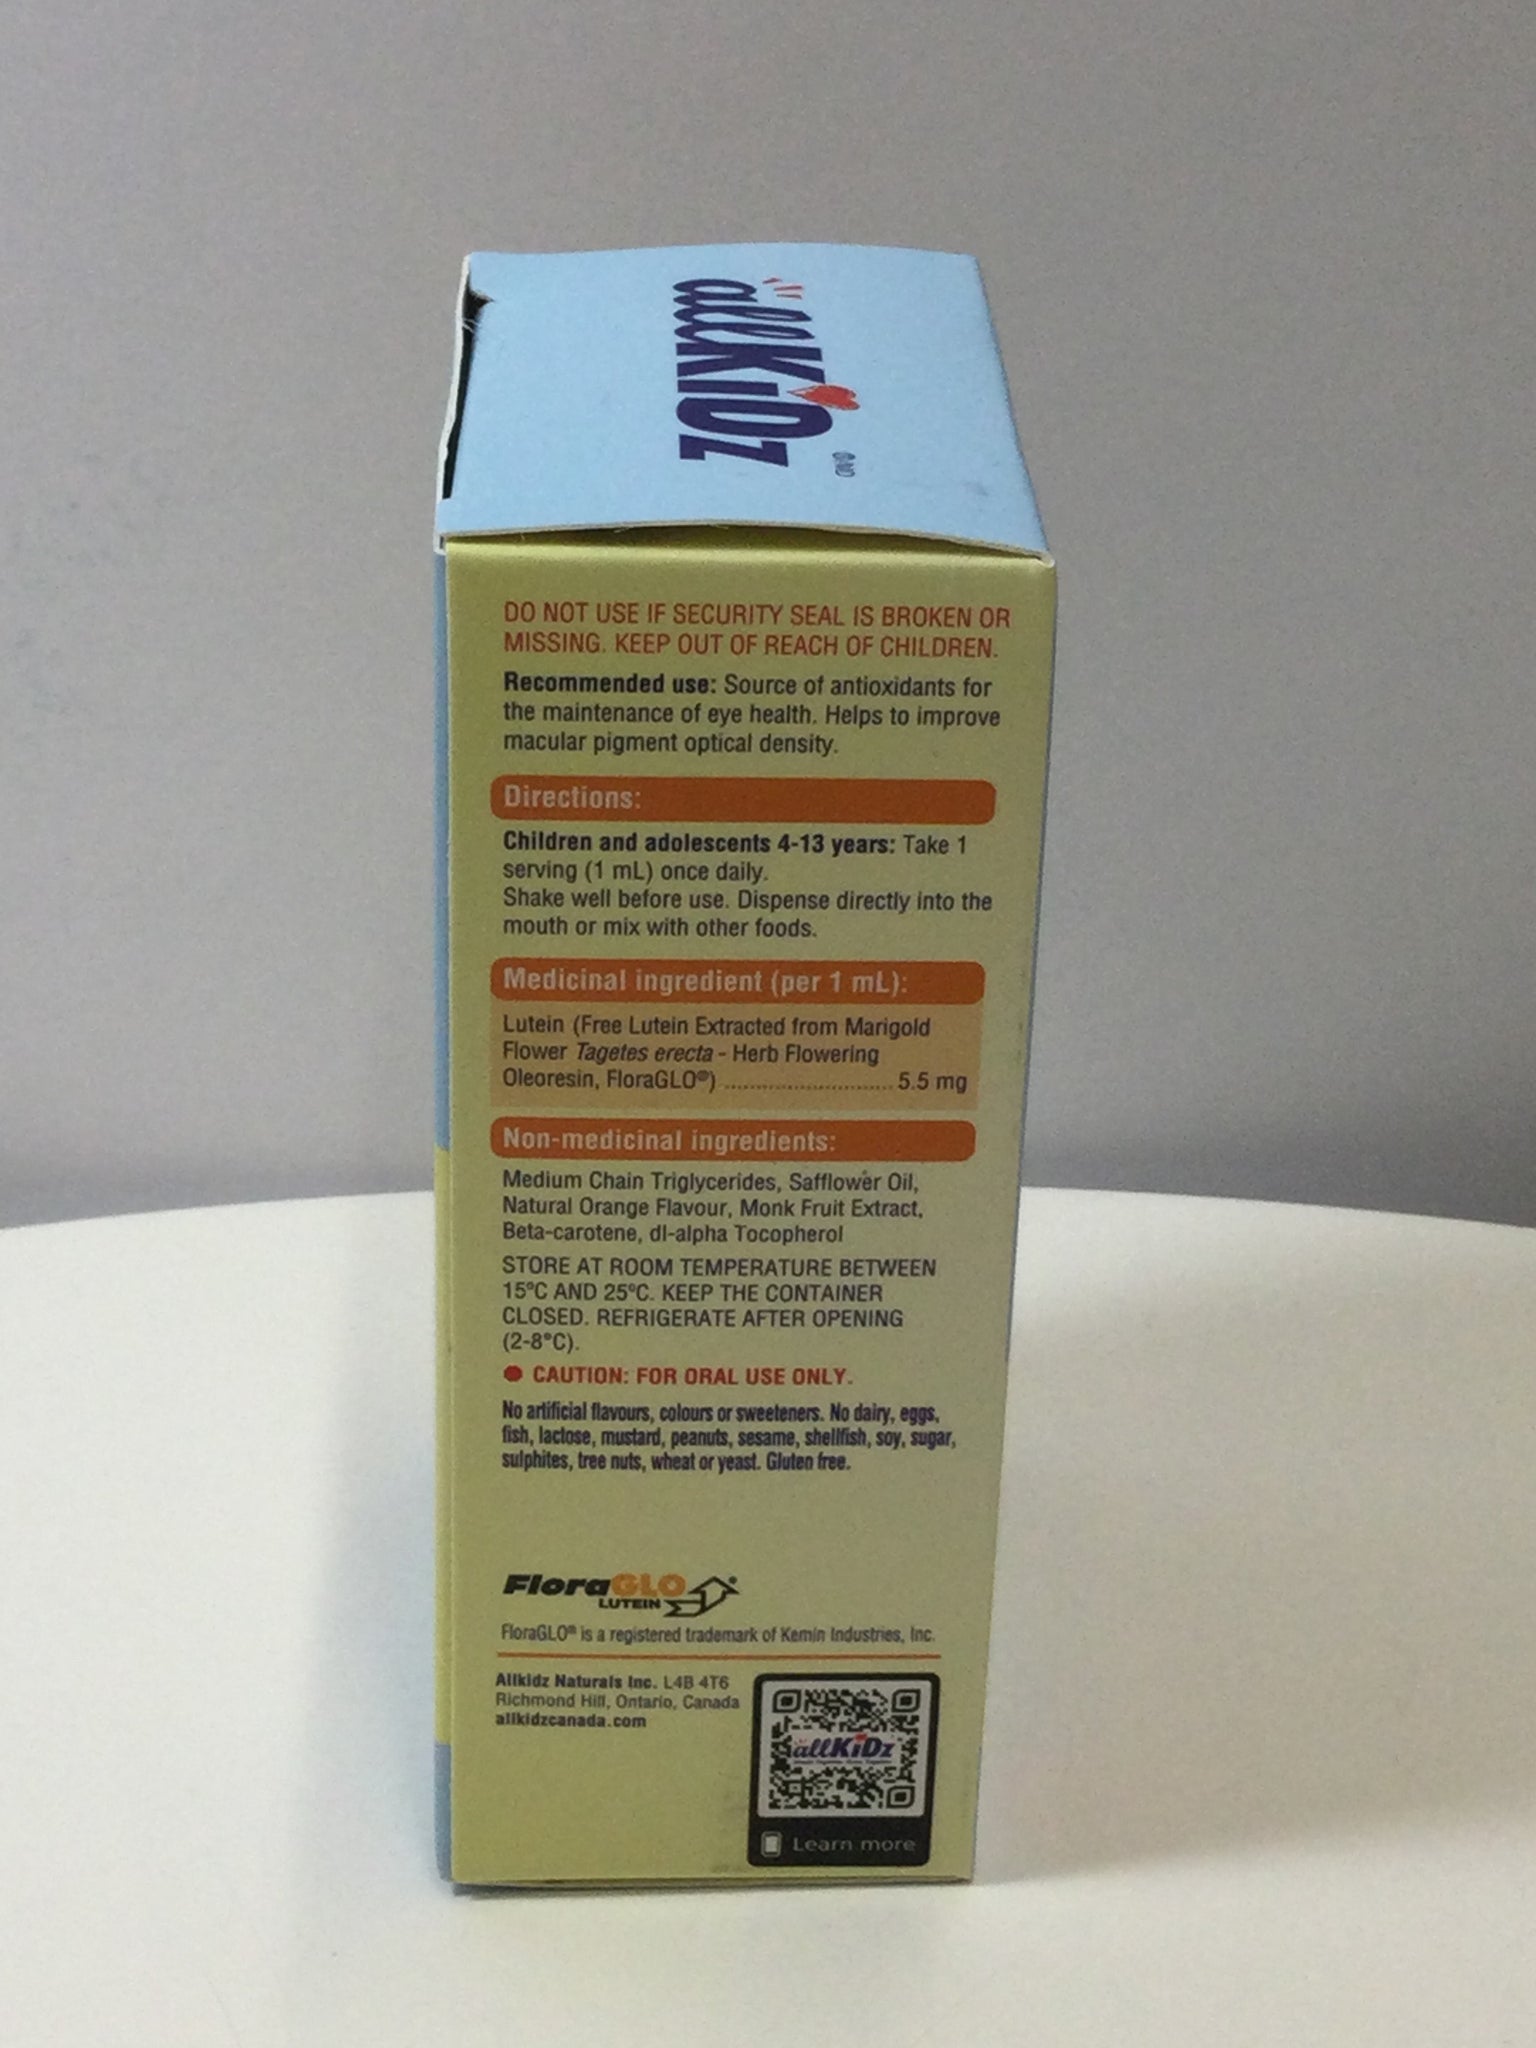 allKiDz
DO NOT USE IF SECURITY SEAL IS BROKEN OR
MISSING. KEEP OUT OF REACH OF CHILDREN.
Recommended use: Source of antioxidants for
the maintenance of eye health. Helps to improve
macular pigment optical density.
Directions:
Children and adolescents 4-13 years: Take 1
serving (1 mL) once daily.
Shake well before use. Dispense directly into the
mouth or mix with other foods.
Medicinal ingredient (per 1 mL):
Lutein (Free Lutein Extracted from Marigold
Flower Tagetes erecta - Herb Flowering
Oleoresin, FloraGLO®) ............................ 5.5 mg
Non-medicinal ingredients:
Medium Chain Triglycerides, Safflower Oil,
Natural Orange Flavour, Monk Fruit Extract,
Beta-carotene, dl-alpha Tocopherol
STORE AT ROOM TEMPERATURE BETWEEN
15°C AND 25°C. KEEP THE CONTAINER
CLOSED. REFRIGERATE AFTER OPENING
(2-8°C).
CAUTION: FOR ORAL USE ONLY.
No artificial flavours, colours or sweeteners. No dairy, eggs,
fish, lactose, mustard, peanuts, sesame, shellfish, soy, sugar,
sulphites, tree nuts, wheat or yeast. Gluten free.
FloraGLO®
LUTEIN
FloraGLO® is a registered trademark of Kemin Industries, Inc.
Allkidz Naturals Inc. L4B 4T6
Richmond Hill, Ontario, Canada
allkidzcanada.com
allKiDz
Learn more